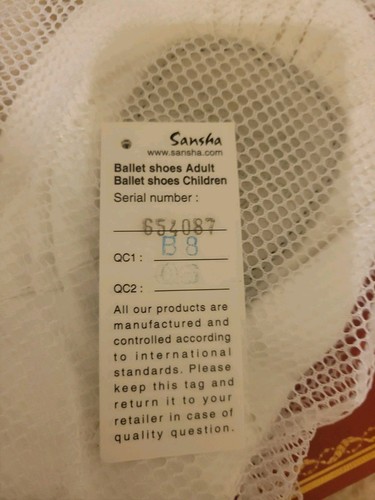 Sansha
www.sansha.com
Ballet shoes Adult
Ballet shoes Children
Serial number :
654087
QC1 : B 8
QC2 :
All our products are
manufactured and
controlled according
to international
standards. Please
keep this tag and
return it to your
retailer in case of
quality question.